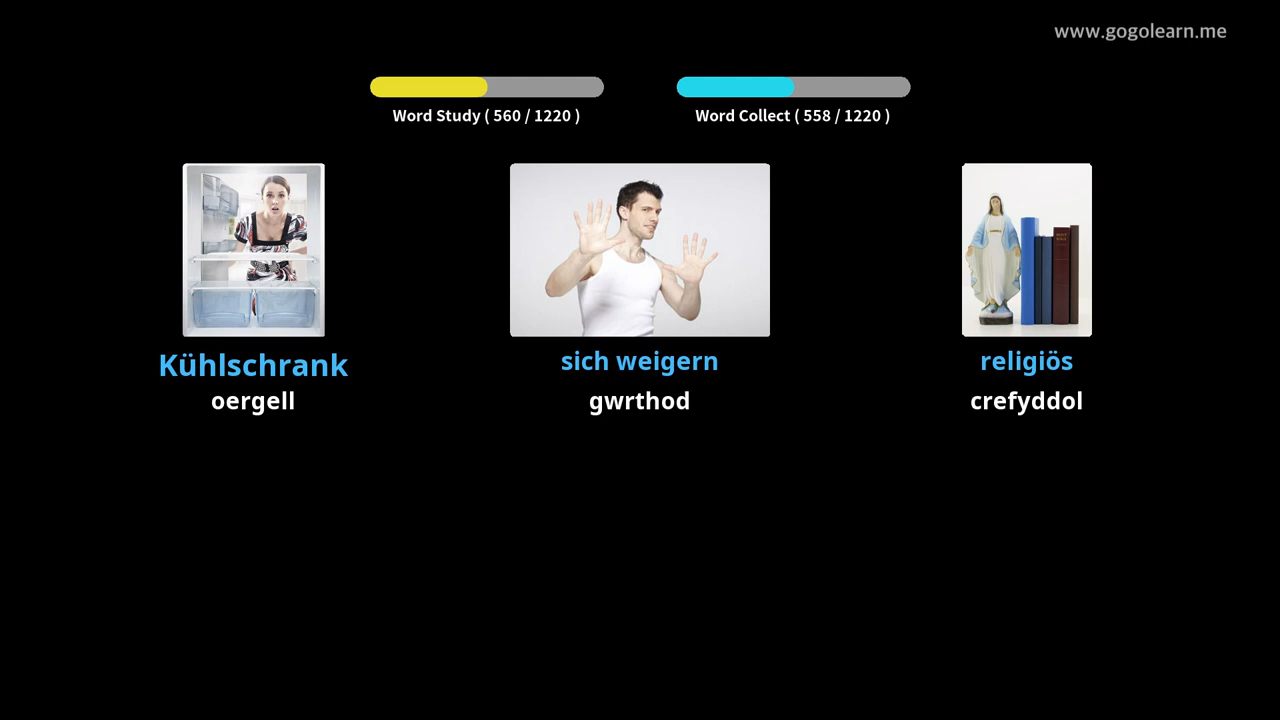 www.gogolearn.me
Word Study ( 560 / 1220 )
Word Collect ( 558 / 1220 )
Kühlschrank
oergell
sich weigern
gwrthod
religiös
crefyddol